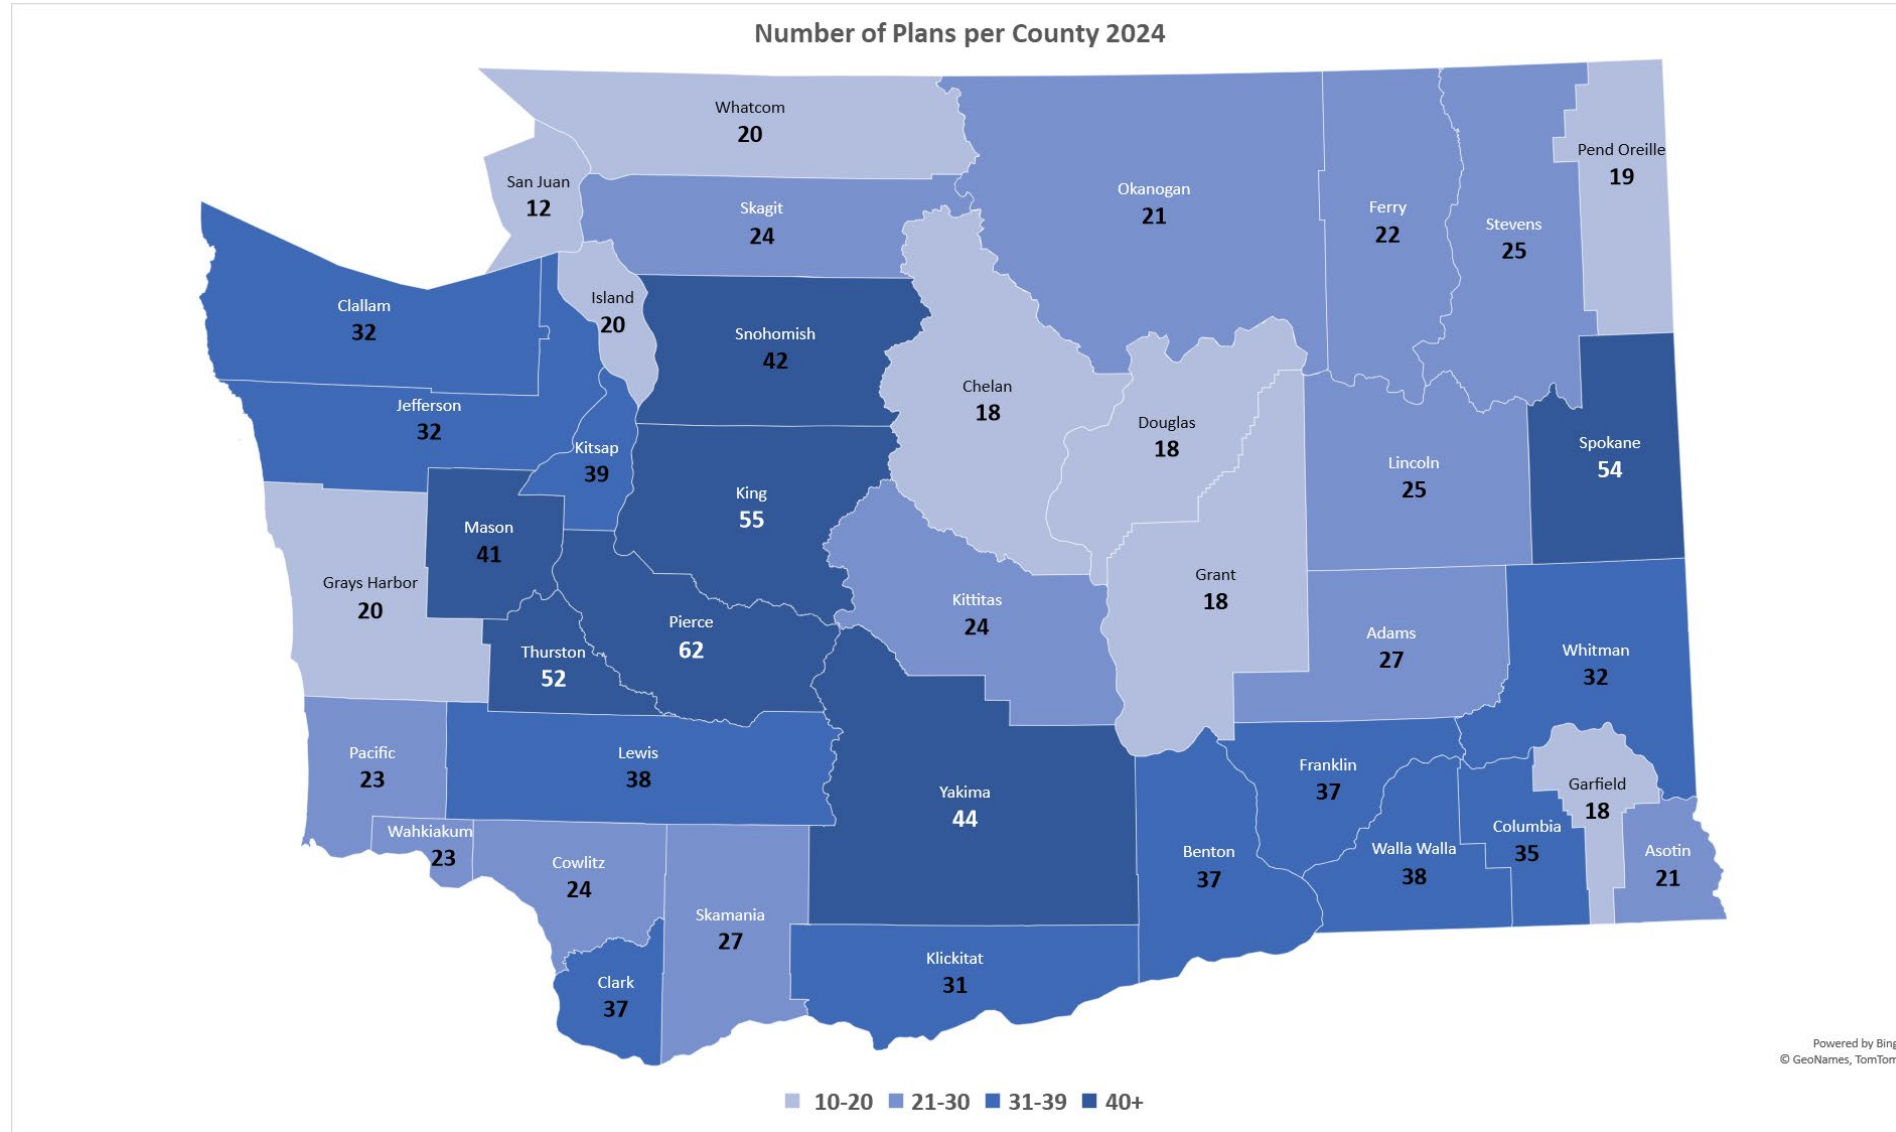 Number of Plans per County 2024
Whatcom
20
Pend Oreille
19
San Juan
12
Okanogan
21
Skagit
24
Ferry
22
Stevens
25
Clallam
32
Island
20
Snohomish
42
Chelan
18
Jefferson
32
Douglas
18
Kitsap
39
Spokane
54
Lincoln
25
King
55
Mason
41
Grays Harbor
20
Grant
18
Kittitas
24
Pierce
62
Adams
27
Thurston
52
Whitman
32
Pacific
23
Lewis
38
Franklin
37
Yakima
44
Garfield
18
Wahkiakum
23
Columbia
35
Walla Walla
38
Benton
37
Asotin
21
Cowlitz
24
Skamania
27
Klickitat
31
Clark
37
Powered by Bing
© GeoNames, TomTom
10-20 21-30 31-39 40+